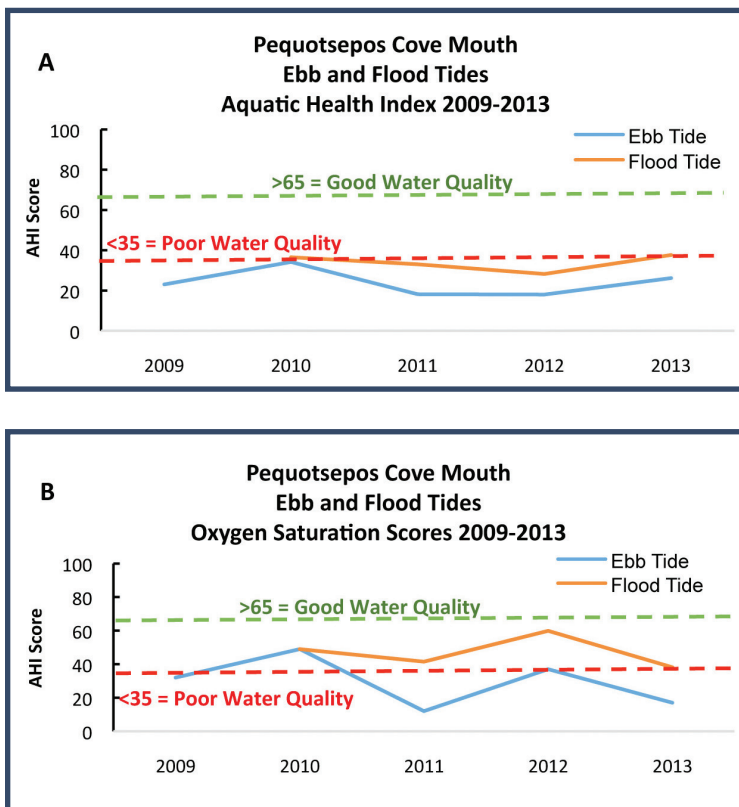 A
Pequotsepos Cove Mouth
Ebb and Flood Tides
Aquatic Health Index 2009-2013
100
80
60
40
20
0
AHI Score
Ebb Tide
Flood Tide
>65 = Good Water Quality
<35 = Poor Water Quality
2009 2010 2011 2012 2013
B
Pequotsepos Cove Mouth
Ebb and Flood Tides
Oxygen Saturation Scores 2009-2013
100
80
60
40
20
0
AHI Score
Ebb Tide
Flood Tide
>65 = Good Water Quality
<35 = Poor Water Quality
2009 2010 2011 2012 2013